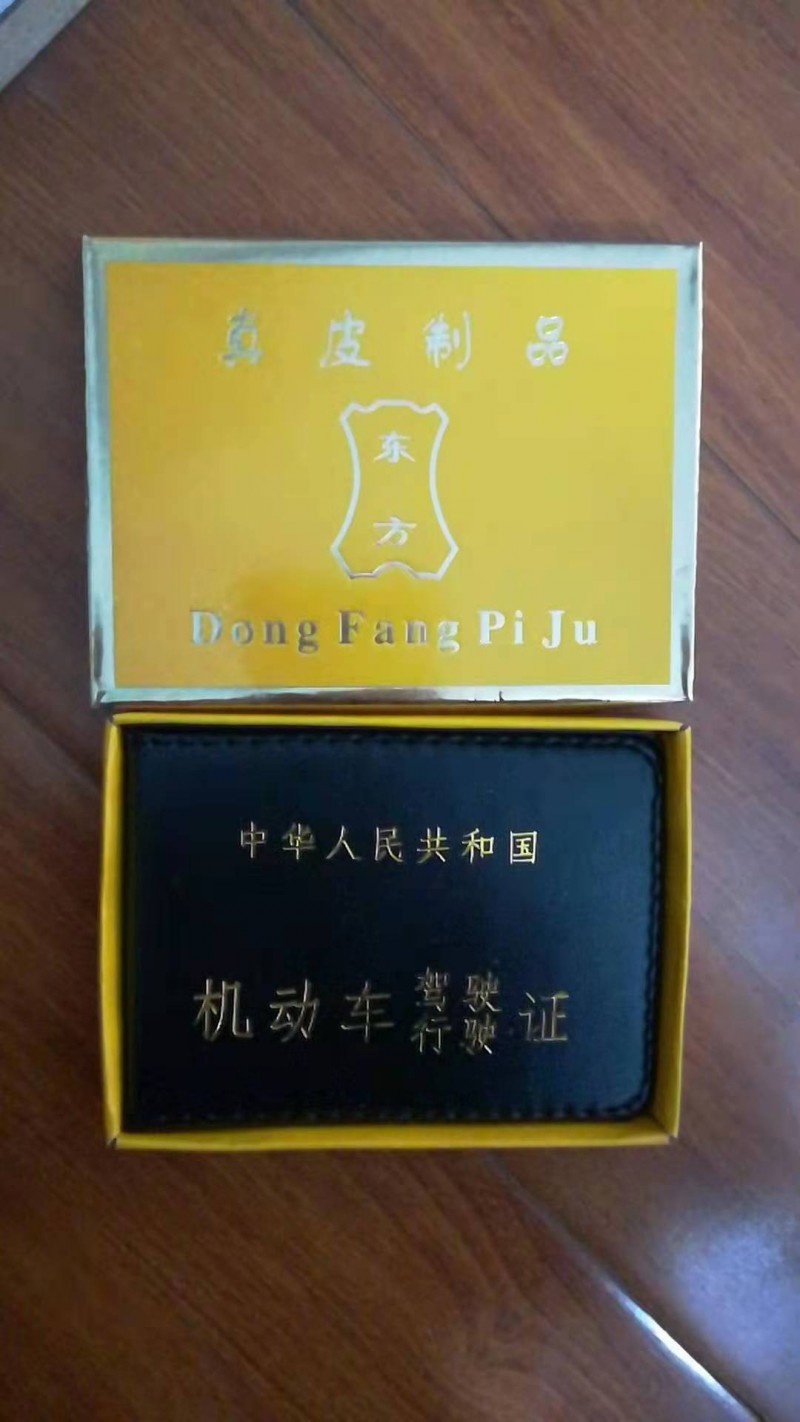 真皮制品
东
方
Dong Fang Pi Ju
中华人民共和国
机动车驾驶行驶证